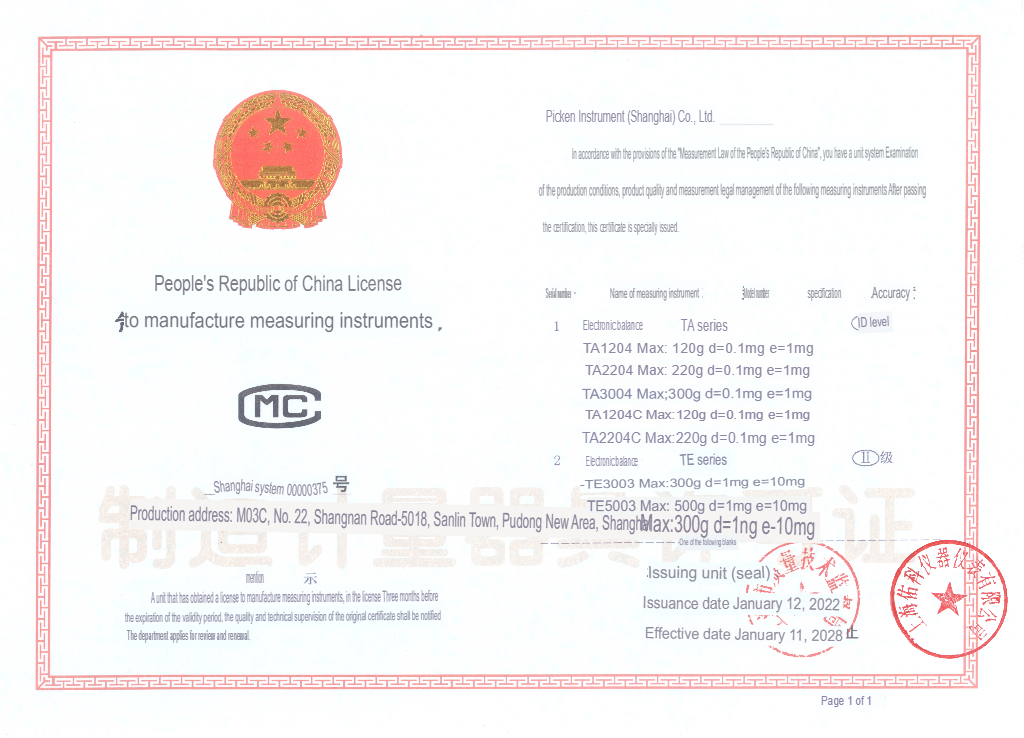 People's Republic of China License
to manufacture measuring instruments
MC
Shanghai system 00000375 号
Production address: M03C, No. 22, Shangnan Road-5018, Sanlin Town, Pudong New Area, Shangha
制造计量器具许可证
mention 示
A unit that has obtained a license to manufacture measuring instruments, in the license Three months before
the expiration of the validity period, the quality and technical supervision of the original certificate shall be notified
The department applies for review and renewal.
Picken Instrument (Shanghai) Co., Ltd.
In accordance with the provisions of the "Measurement Law of the People's Republic of China", you have a unit system Examination
of the production conditions, product quality and measurement legal management of the following measuring instruments After passing
the certification, this certificate is specially issued.
Serial number Name of measuring instrument : Model number specification Accuracy :
1 Electronic balance TA series ID level
TA1204 Max: 120g d=0.1mg e=1mg
TA2204 Max: 220g d=0.1mg e=1mg
TA3004 Max;300g d=0.1mg e=1mg
TA1204C Max:120g d=0.1mg e=1mg
TA2204C Max:220g d=0.1mg e=1mg
2 Electronic balance TE series II 级
-TE3003 Max:300g d=1mg e=10mg
TE5003 Max: 500g d=1mg e=10mg
Max:300g d=1ng e-10mg
-One of the following blanks
Issuing unit (seal)
Issuance date January 12, 2022
Effective date January 11, 2028 止
质量技术监
上海佑科仪器仪表有限公司
Page 1 of 1